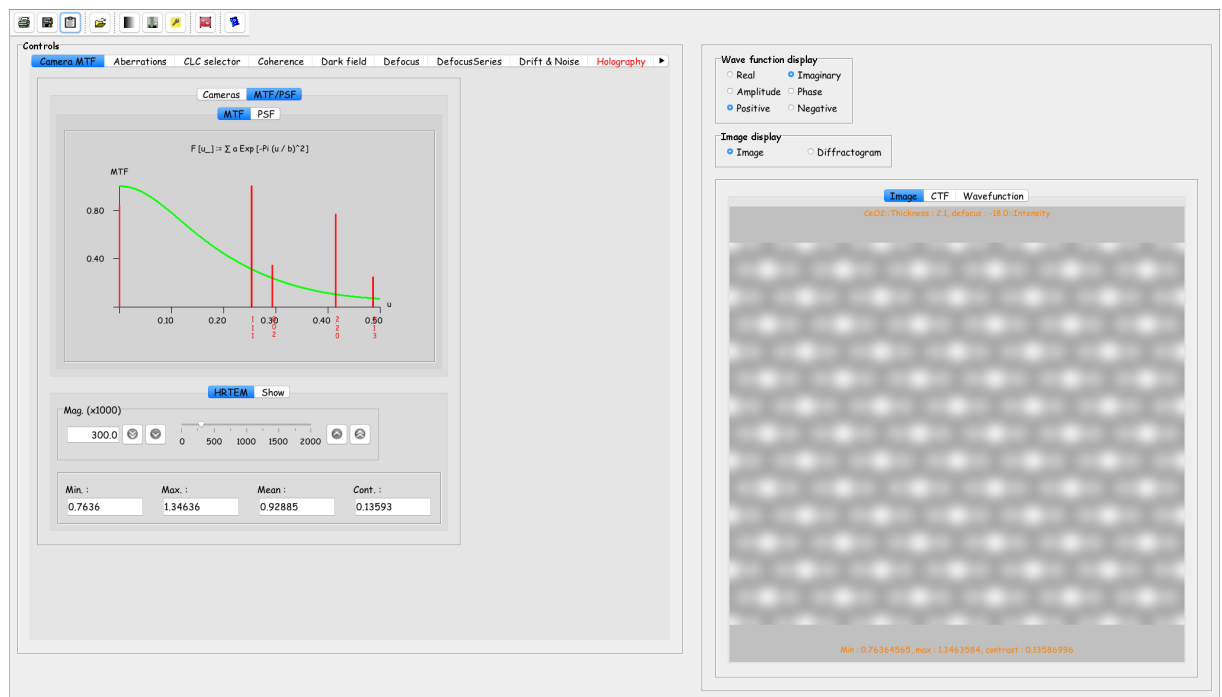 Controls
Camera MTF Aberrations CLC selector Coherence Dark field Defocus DefocusSeries Drift & Noise Holography
Cameras MTF/PSF
MTF PSF
F [u_] := ∑ a Exp [-Pi (u / b)^2]
MTF
0.80
0.40
u
0.10 0.20 0.30 0.40 0.50
111 002 220 113
HRTEM Show
Mag. (x1000)
300.0
0 500 1000 1500 2000
Min. : Max. : Mean : Cont. :
0.7636 1.34636 0.92885 0.13593
Wave function display
Real Imaginary
Amplitude Phase
Positive Negative
Image display
Image Diffractogram
Image CTF Wavefunction
CeO2::Thickness : 2.1, defocus : -18.0::Intensity
Min : 0.76364565, max : 1.3463584, contrast : 0.13586996